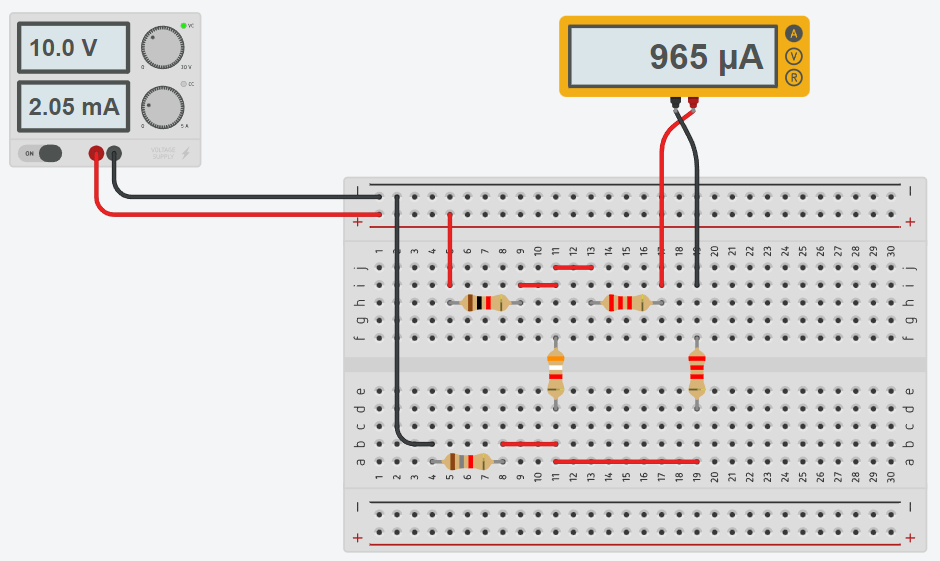 10.0 V
VC
0 30 V
2.05 mA
CC
0 5 A
ON
VOLTAGE
SUPPLY
965 µA
A
V
R
− −
+ +
1 2 3 4 5 6 7 8 9 10 11 12 13 14 15 16 17 18 19 20 21 22 23 24 25 26 27 28 29 30
j j
i i
h h
g g
f f
e e
d d
c c
b b
a a
1 2 3 4 5 6 7 8 9 10 11 12 13 14 15 16 17 18 19 20 21 22 23 24 25 26 27 28 29 30
− −
+ +